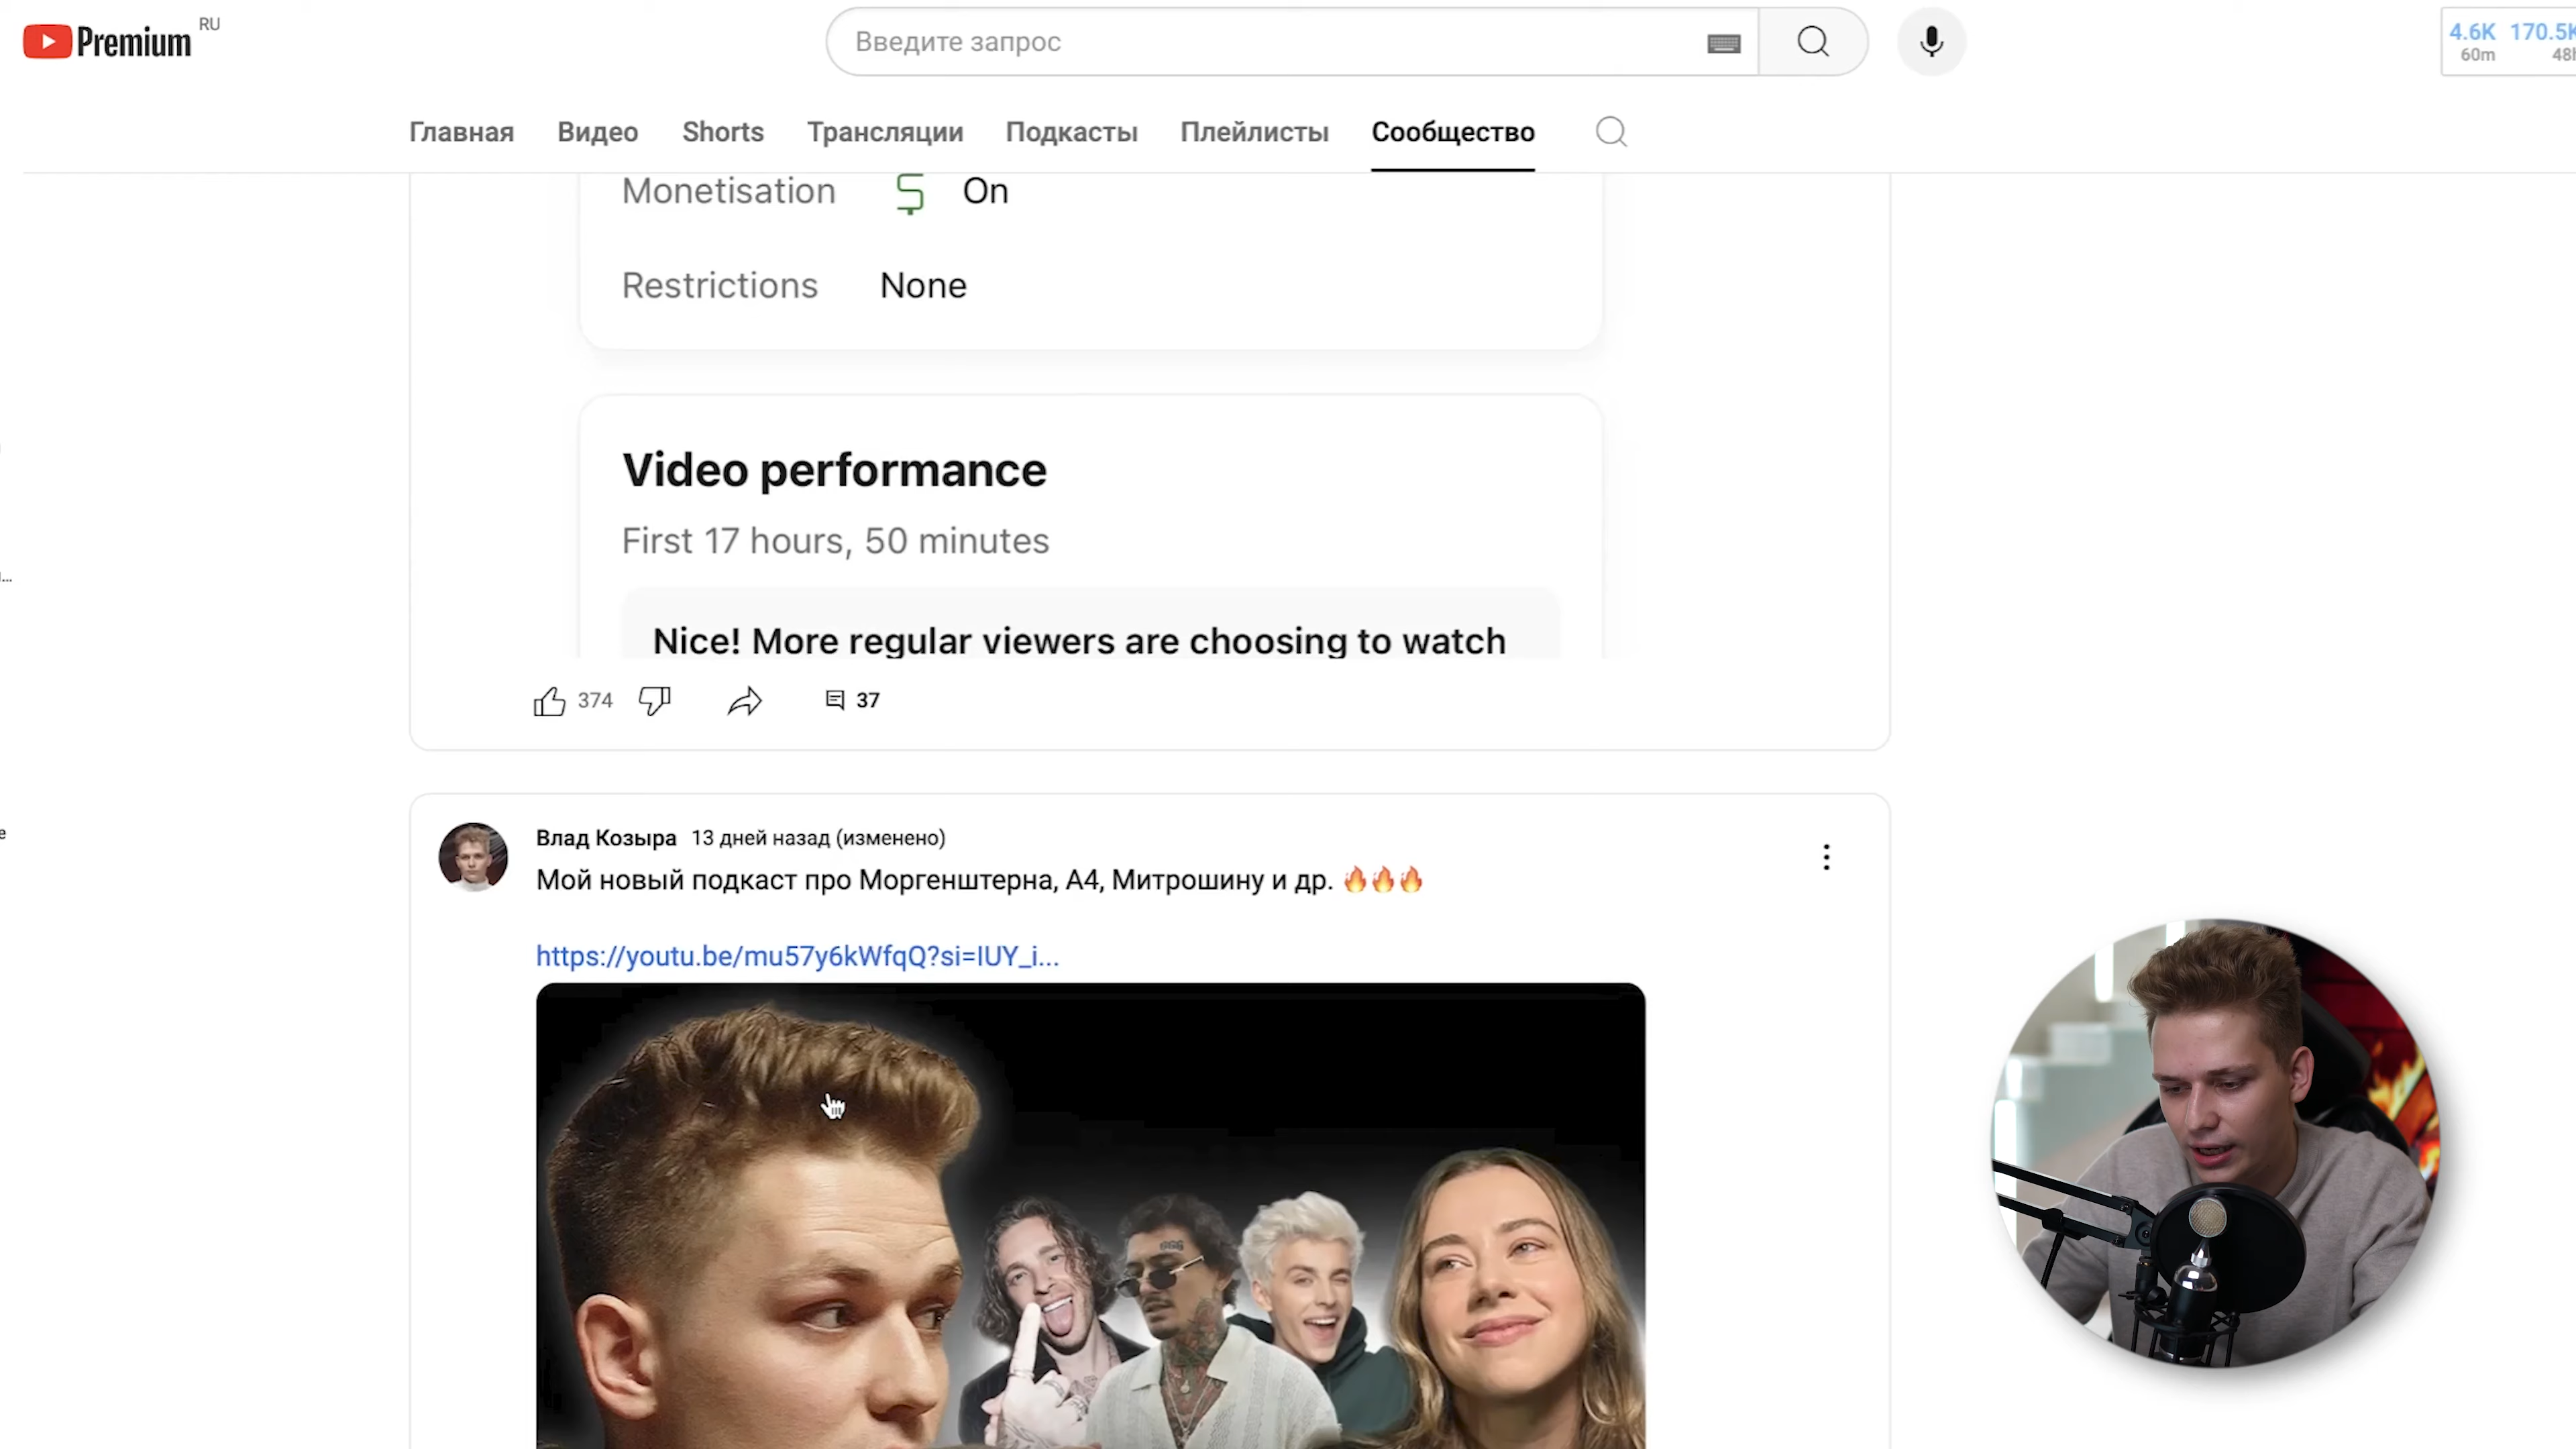 Premium RU
Введите запрос
4.6K 170.5K
60m 48h
Главная Видео Shorts Трансляции Подкасты Плейлисты Сообщество
Monetisation On
Restrictions None
Video performance
First 17 hours, 50 minutes
Nice! More regular viewers are choosing to watch
374 37
Влад Козыра 13 дней назад (изменено)
Мой новый подкаст про Моргенштерна, А4, Митрошину и др. 🔥🔥🔥
https://youtu.be/mu57y6kWfqQ?si=IUY_i...